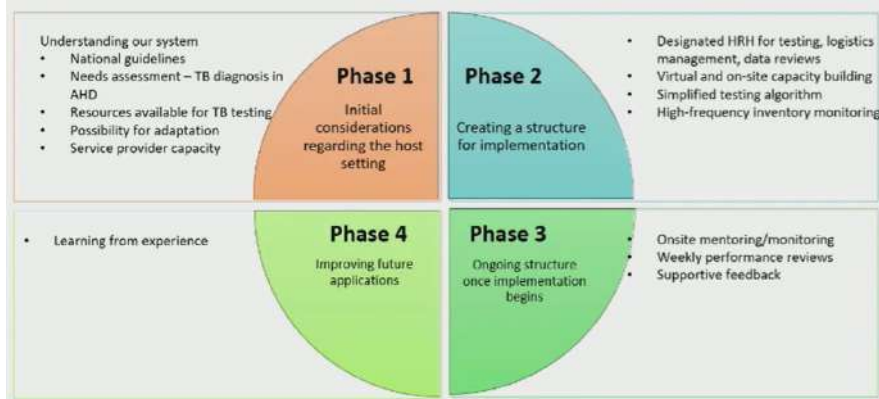 Understanding our system
• National guidelines
• Needs assessment – TB diagnosis in
AHD
• Resources available for TB testing
• Possibility for adaptation
• Service provider capacity
Phase 1
Initial
considerations
regarding the host
setting
Phase 2
Creating a structure
for implementation
• Designated HRH for testing, logistics
management, data reviews
• Virtual and on-site capacity building
• Simplified testing algorithm
• High-frequency inventory monitoring
• Learning from experience
Phase 4
Improving future
applications
Phase 3
Ongoing structure
once implementation
begins
• Onsite mentoring/monitoring
• Weekly performance reviews
• Supportive feedback